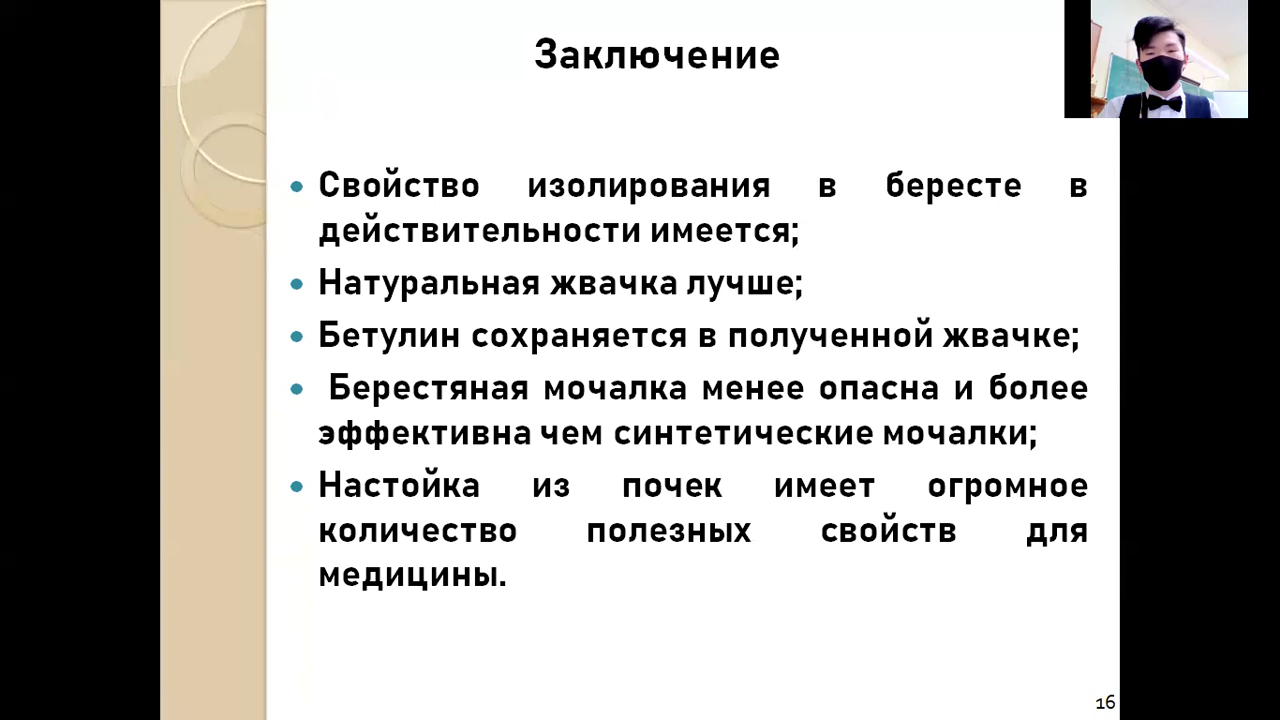 Заключение
Свойство изолирования в бересте в
действительности имеется;
Натуральная жвачка лучше;
Бетулин сохраняется в полученной жвачке;
Берестяная мочалка менее опасна и более
эффективна чем синтетические мочалки;
Настойка из почек имеет огромное
количество полезных свойств для
медицины.
16